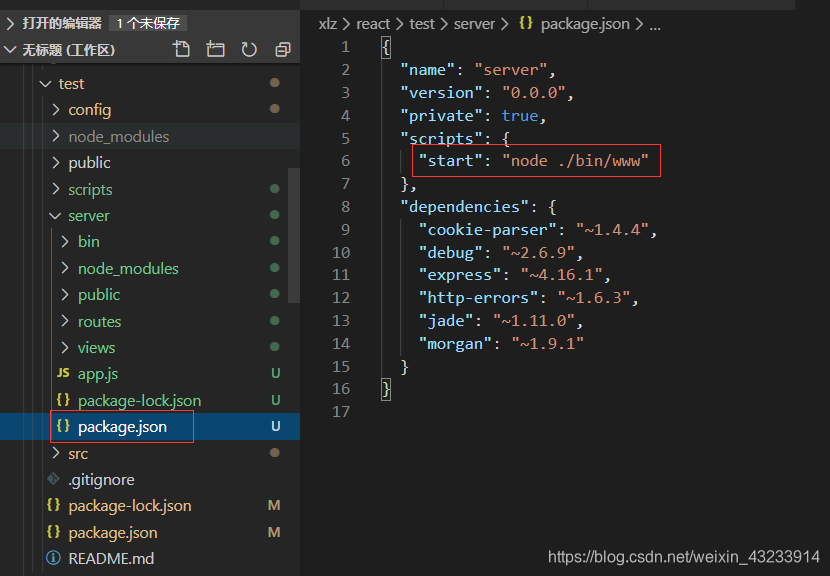 打开的编辑器 1 个未保存
无标题 (工作区)
test
config
node_modules
public
scripts
server
bin
node_modules
public
routes
views
JS app.js U
{} package-lock.json U
{} package.json U
src
.gitignore
{} package-lock.json M
{} package.json M
README.md
xlz > react > test > server > {} package.json > ...
1 {
2 "name": "server",
3 "version": "0.0.0",
4 "private": true,
5 "scripts": {
6 "start": "node ./bin/www"
7 },
8 "dependencies": {
9 "cookie-parser": "~1.4.4",
10 "debug": "~2.6.9",
11 "express": "~4.16.1",
12 "http-errors": "~1.6.3",
13 "jade": "~1.11.0",
14 "morgan": "~1.9.1"
15 }
16 }
17
https://blog.csdn.net/weixin_43233914